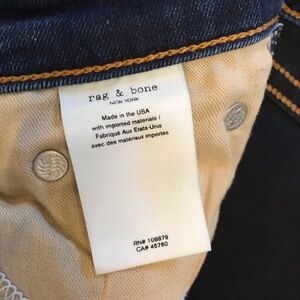 rag & bone
NEW YORK
Made in the USA
with imported materials /
Fabriqué Aux États-Unis
avec des matériaux importés
RN# 108879
CA# 45760